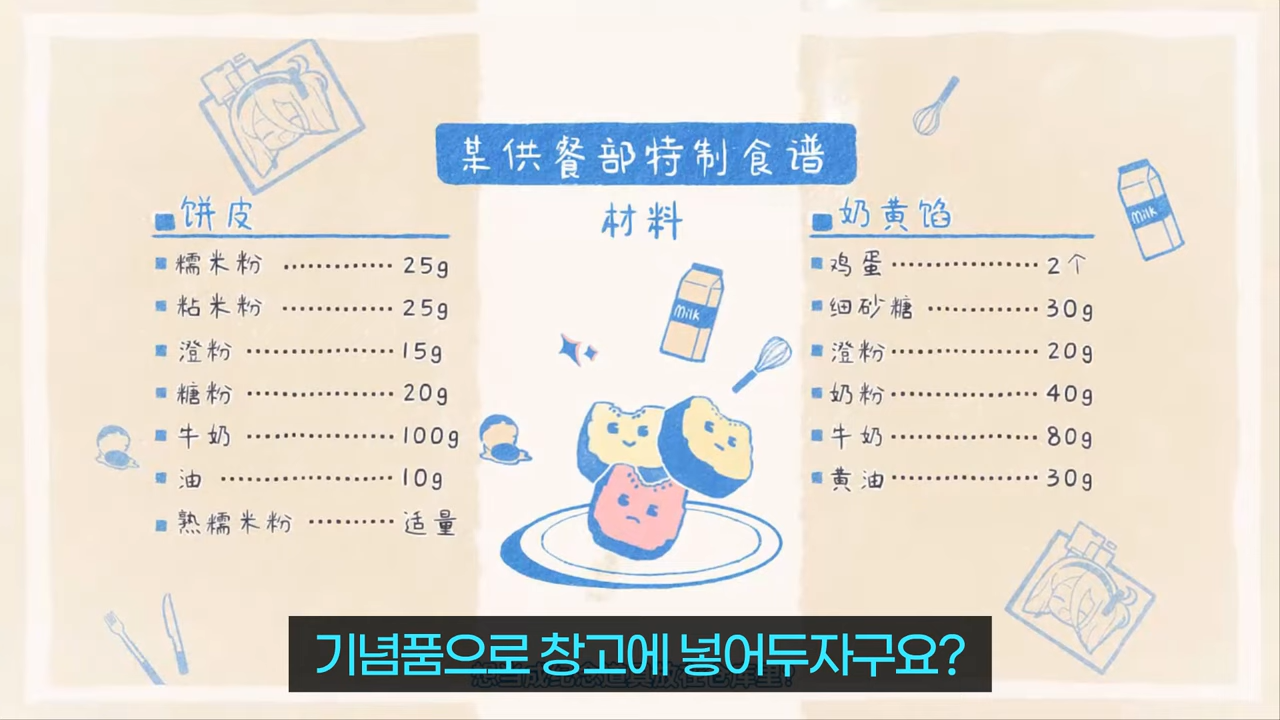 某供餐部特制食谱
材料
饼皮
糯米粉 25g
粘米粉 25g
澄粉 15g
糖粉 20g
牛奶 100g
油 10g
熟糯米粉 适量
Milk
奶黄馅
鸡蛋 2个
细砂糖 30g
澄粉 20g
奶粉 40g
牛奶 80g
黄油 30g
Milk
기념품으로 창고에 넣어두자구요?